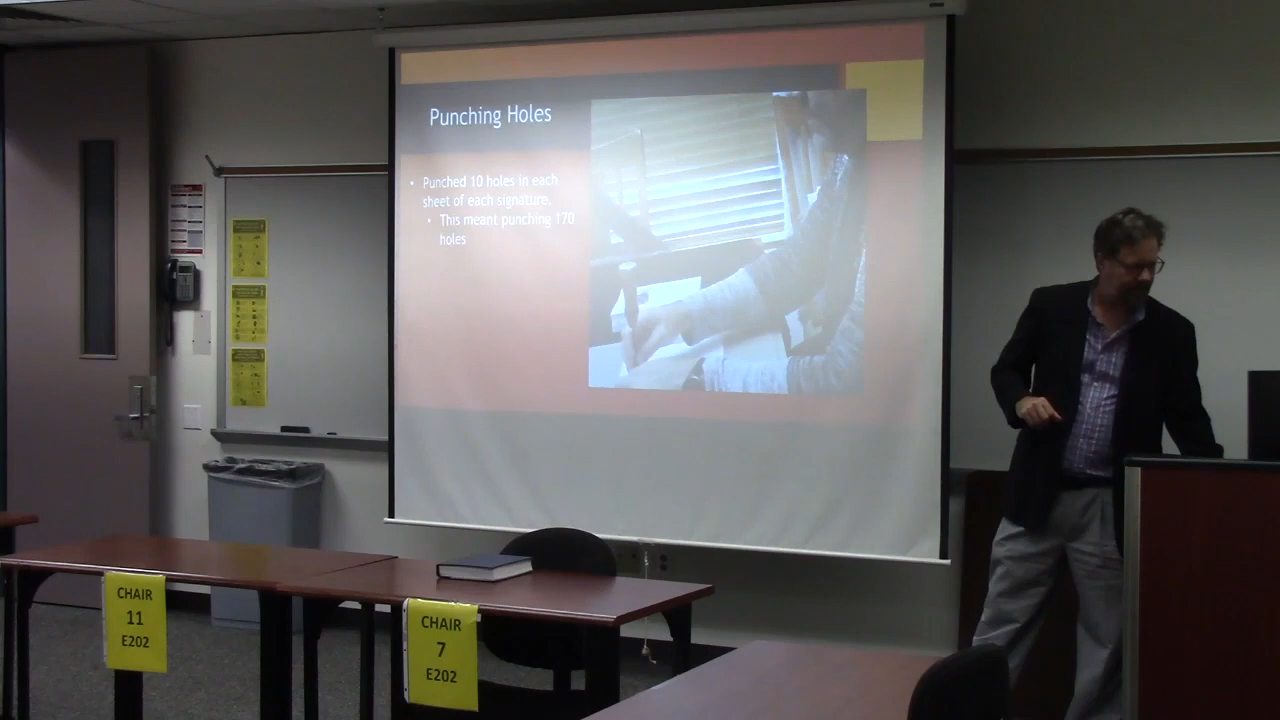 Punching Holes
• Punched 10 holes in each
sheet of each signature.
• This meant punching 170
holes
CHAIR
11
E202
CHAIR
7
E202